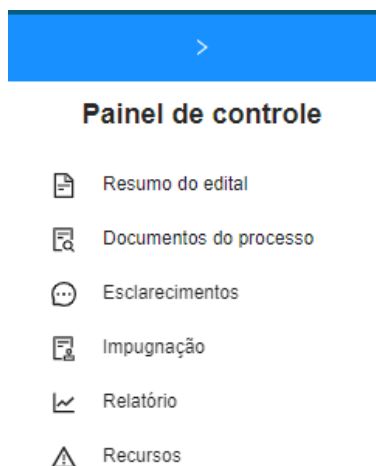 Painel de controle
Resumo do edital
Documentos do processo
Esclarecimentos
Impugnação
Relatório
Recursos